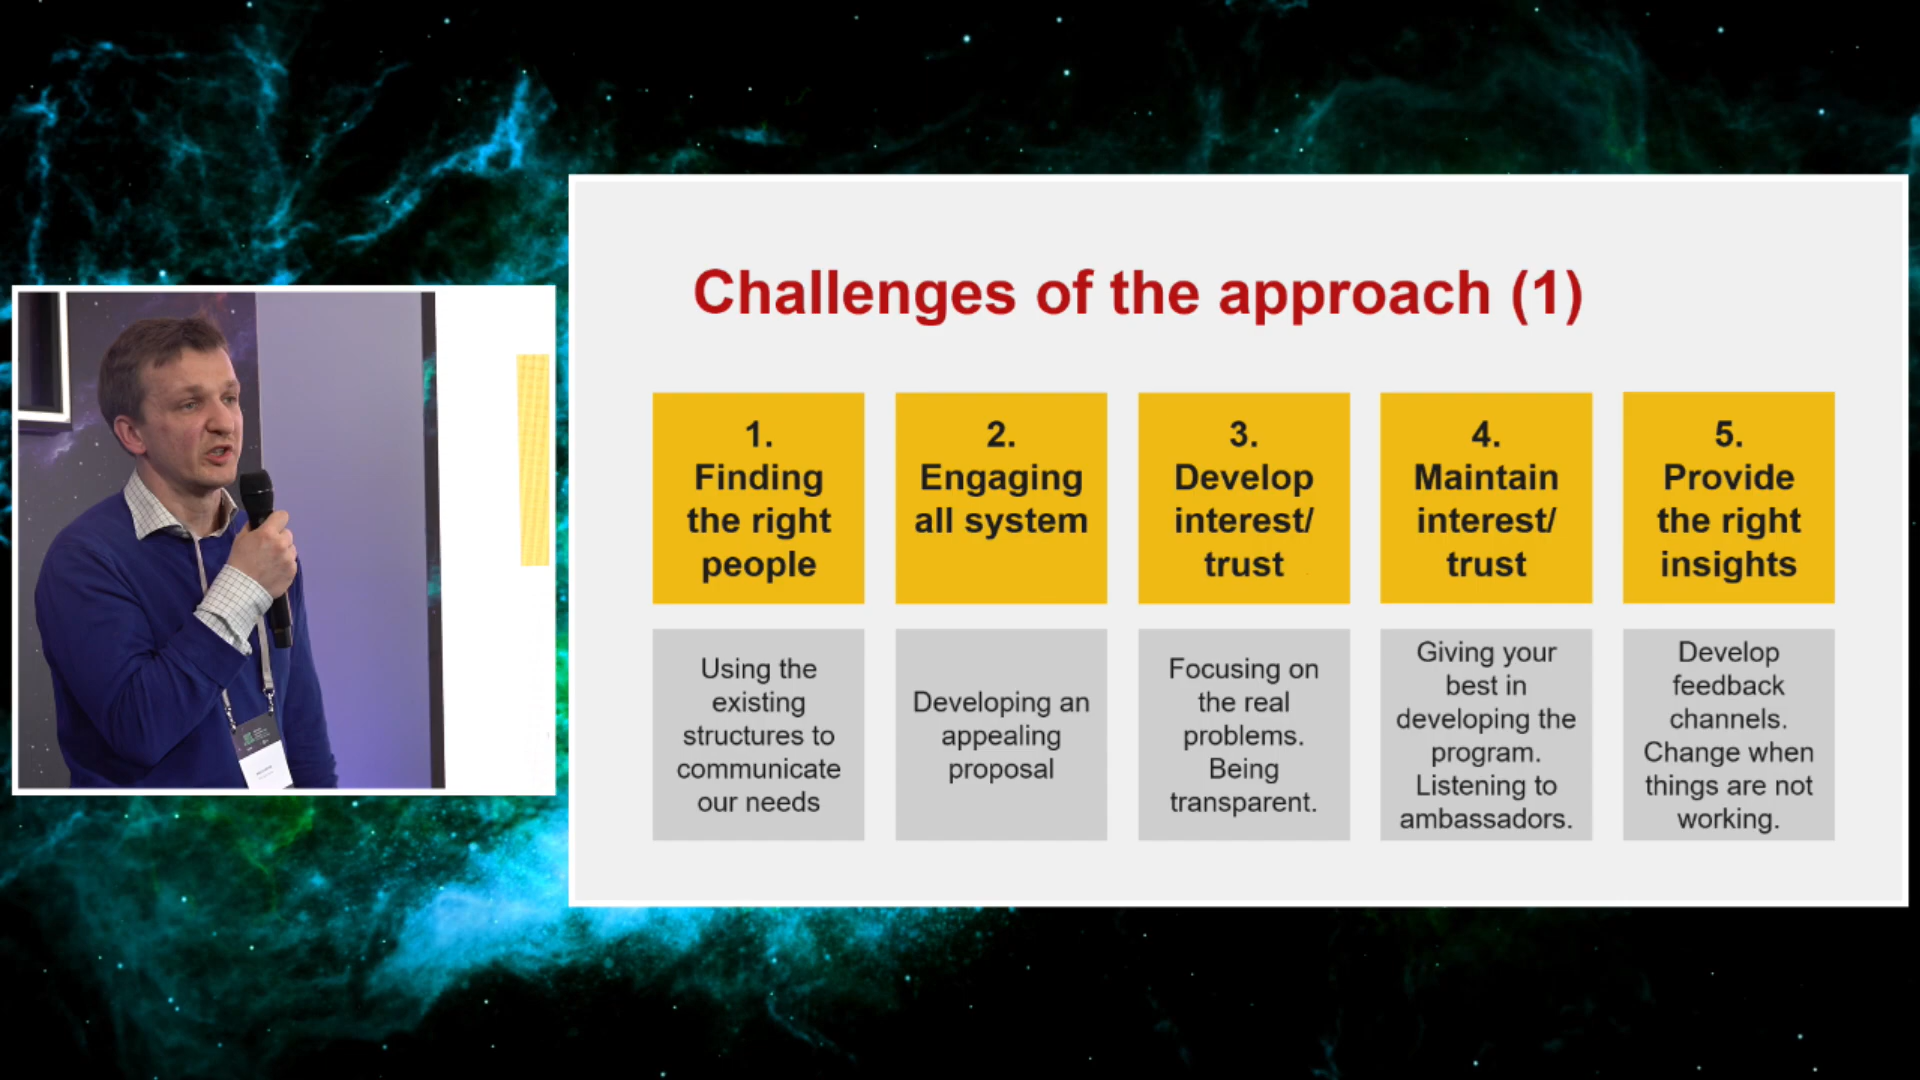 Challenges of the approach (1)
1.
Finding
the right
people
2.
Engaging
all system
3.
Develop
interest/
trust
4.
Maintain
interest/
trust
5.
Provide
the right
insights
Using the
existing
structures to
communicate
our needs
Developing an
appealing
proposal
Focusing on
the real
problems.
Being
transparent.
Giving your
best in
developing the
program.
Listening to
ambassadors.
Develop
feedback
channels.
Change when
things are not
working.